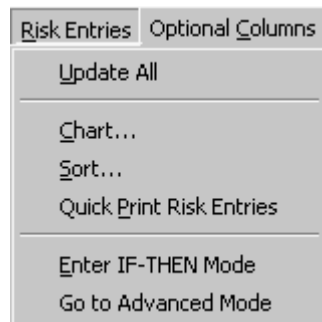 Risk Entries Optional Columns
Update All
Chart...
Sort...
Quick Print Risk Entries
Enter IF-THEN Mode
Go to Advanced Mode